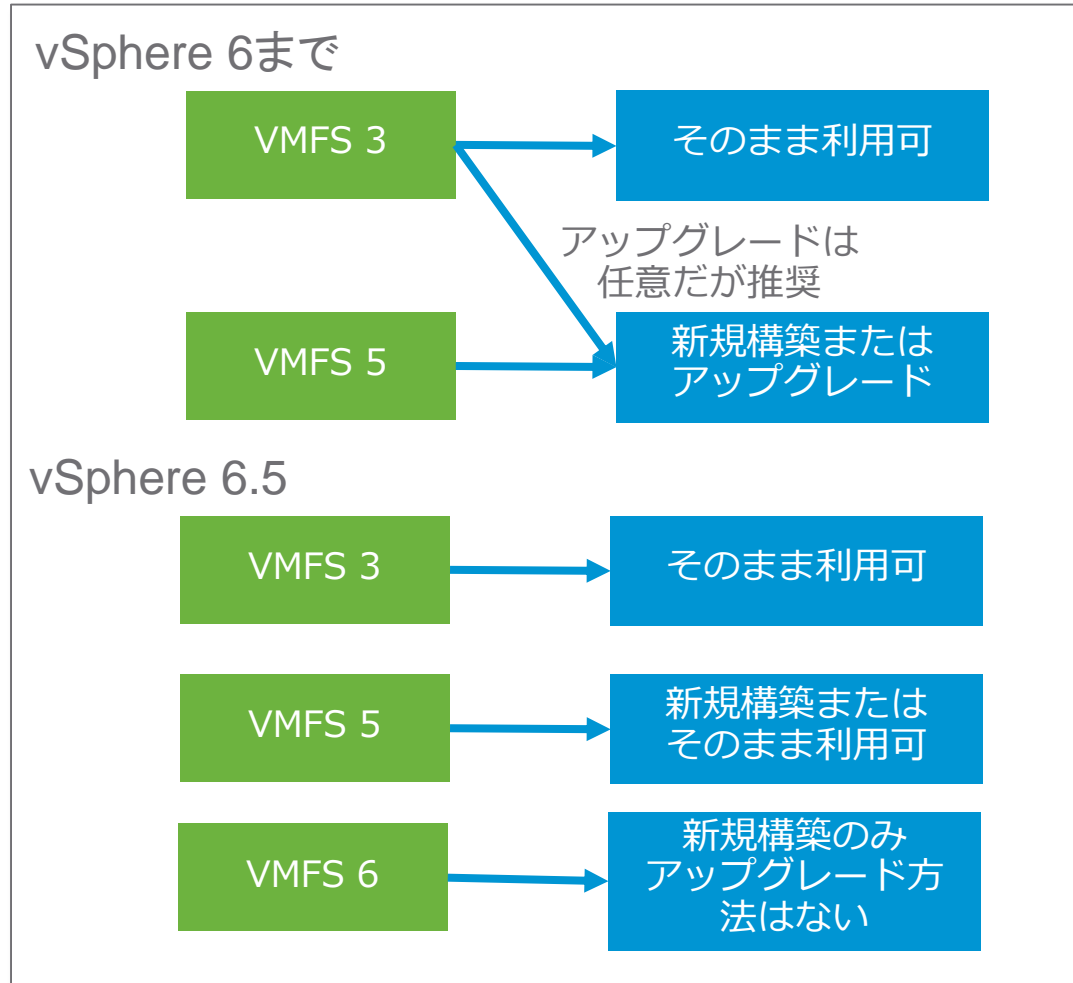 vSphere 6まで
VMFS 3
そのまま利用可
アップグレードは
任意だが推奨
VMFS 5
新規構築または
アップグレード
vSphere 6.5
VMFS 3
そのまま利用可
VMFS 5
新規構築または
そのまま利用可
VMFS 6
新規構築のみ
アップグレード方
法はない